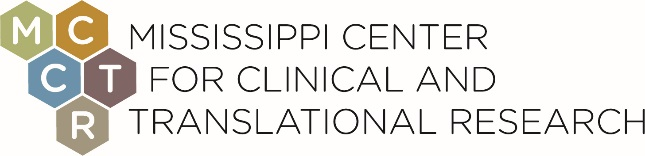 M C
C T
R
MISSISSIPPI CENTER
FOR CLINICAL AND
TRANSLATIONAL RESEARCH